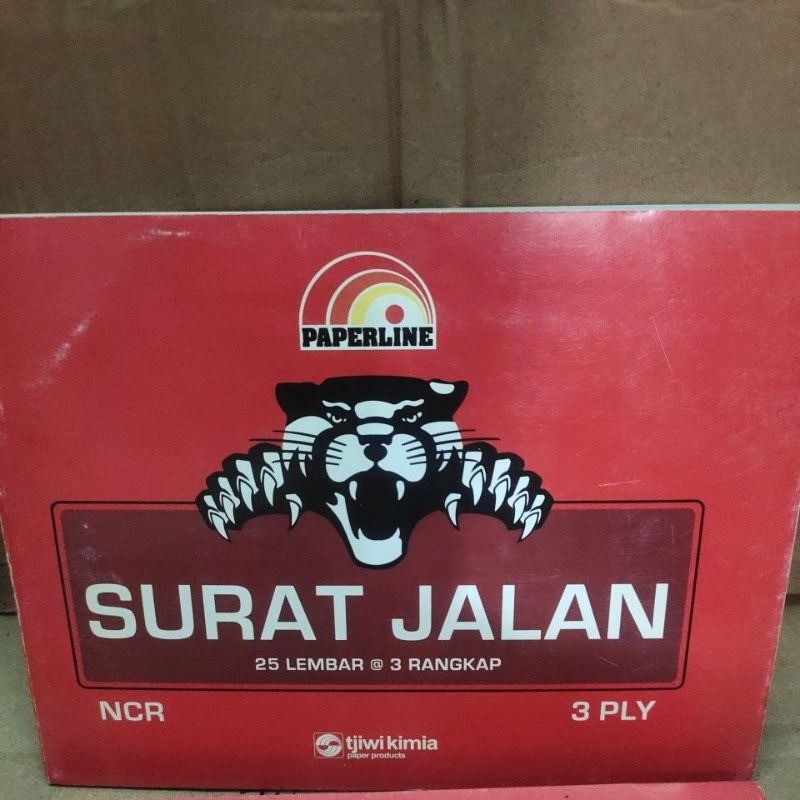 PAPERLINE
SURAT JALAN
25 LEMBAR @ 3 RANGKAP
NCR
3 PLY
tjiwi kimia
paper products